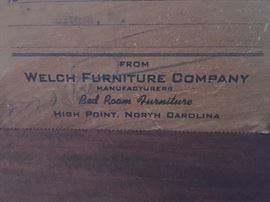 FROM
WELCH FURNITURE COMPANY
MANUFACTURERS
Bed Room Furniture
HIGH POINT, NORTH CAROLINA